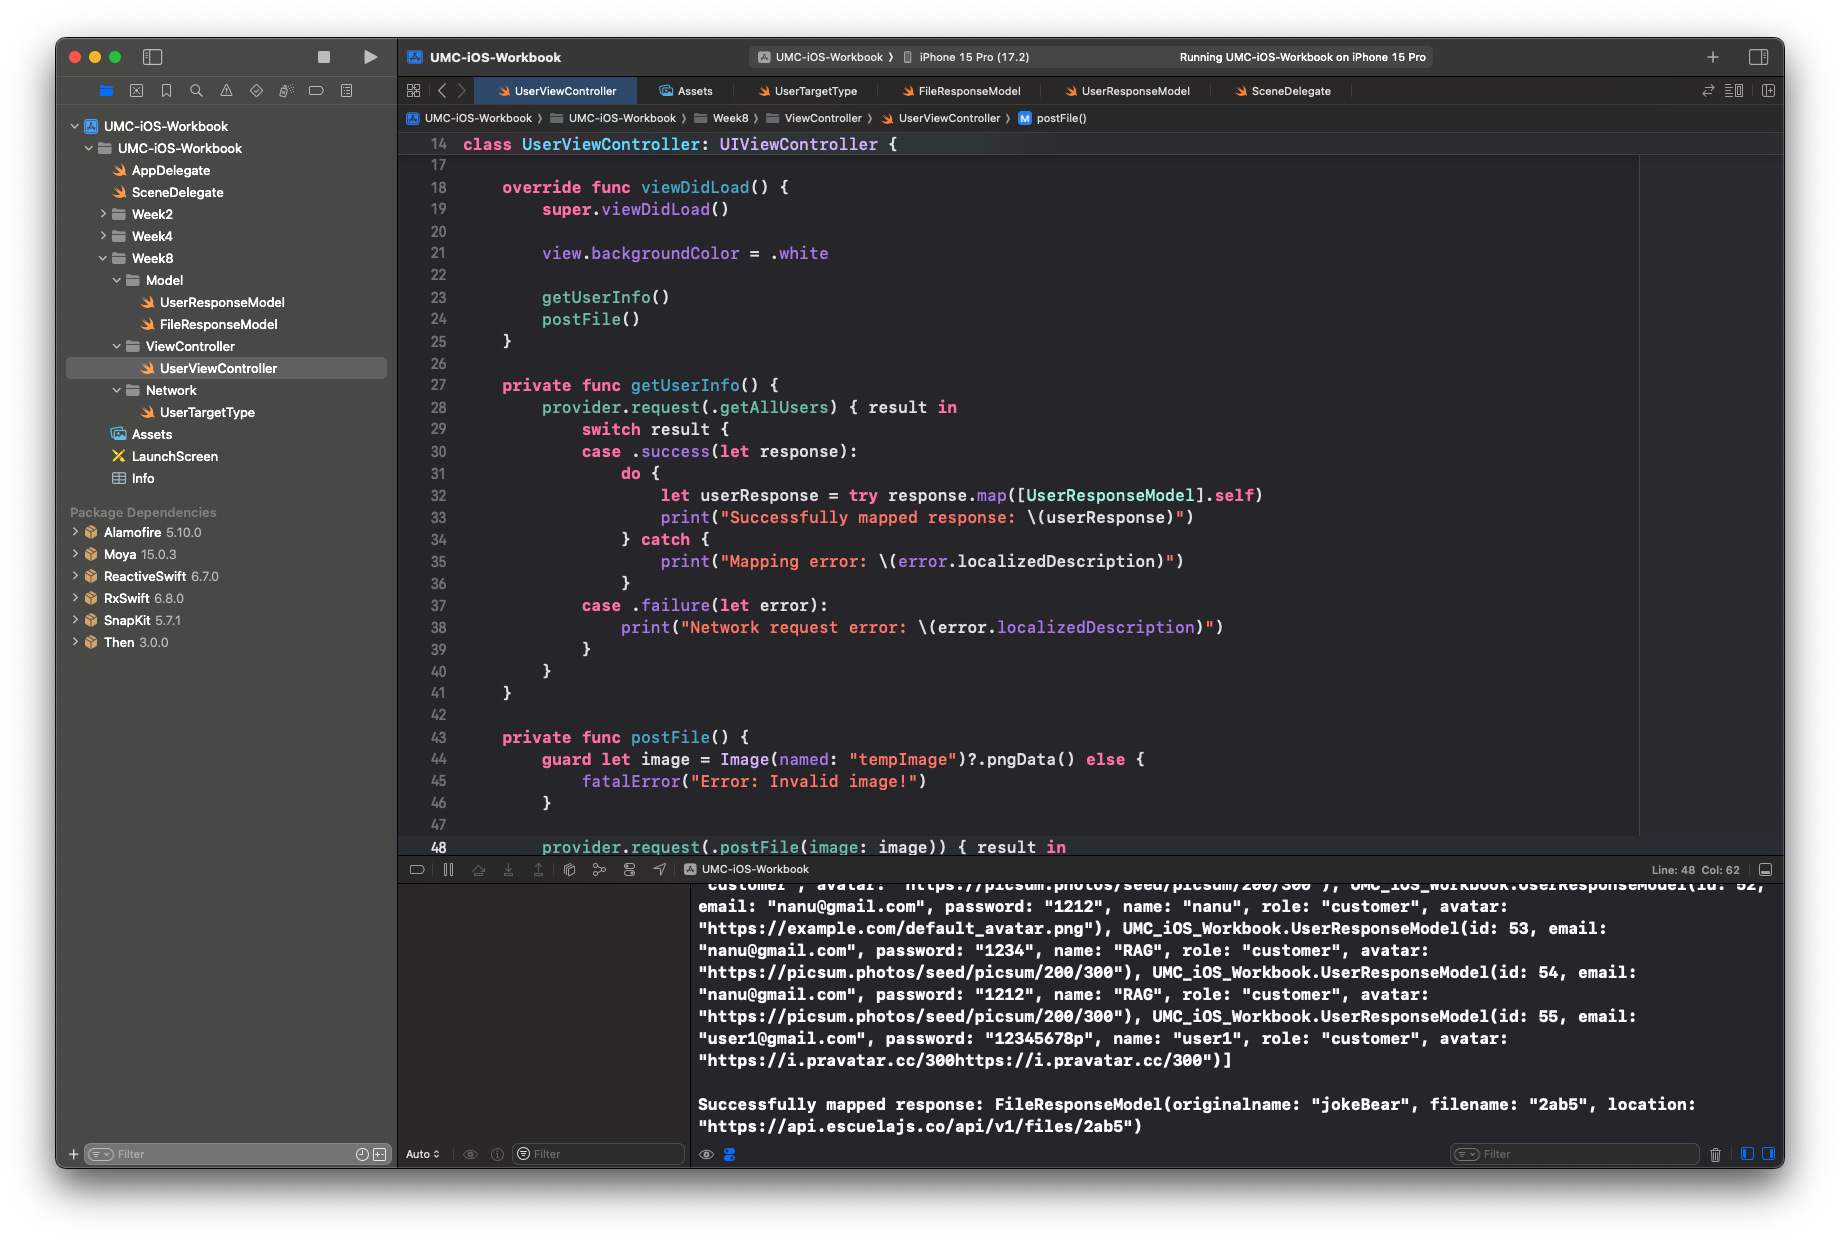 UMC-iOS-Workbook
UMC-iOS-Workbook
iPhone 15 Pro (17.2)
Running UMC-iOS-Workbook on iPhone 15 Pro
UserViewController
Assets
UserTargetType
FileResponseModel
UserResponseModel
SceneDelegate
UMC-iOS-Workbook
UMC-iOS-Workbook
Week8
ViewController
UserViewController
M
postFile()
UMC-iOS-Workbook
UMC-iOS-Workbook
AppDelegate
SceneDelegate
Week2
Week4
Week8
Model
UserResponseModel
FileResponseModel
ViewController
UserViewController
Network
UserTargetType
Assets
LaunchScreen
Info
Package Dependencies
Alamofire 5.10.0
Moya 15.0.3
ReactiveSwift 6.7.0
RxSwift 6.8.0
SnapKit 5.7.1
Then 3.0.0
Filter
14 class UserViewController: UIViewController {
17
18 override func viewDidLoad() {
19 super.viewDidLoad()
20
21 view.backgroundColor = .white
22
23 getUserInfo()
24 postFile()
25 }
26
27 private func getUserInfo() {
28 provider.request(.getAllUsers) { result in
29 switch result {
30 case .success(let response):
31 do {
32 let userResponse = try response.map([UserResponseModel].self)
33 print("Successfully mapped response: \(userResponse)")
34 } catch {
35 print("Mapping error: \(error.localizedDescription)")
36 }
37 case .failure(let error):
38 print("Network request error: \(error.localizedDescription)")
39 }
40 }
41 }
42
43 private func postFile() {
44 guard let image = Image(named: "tempImage")?.pngData() else {
45 fatalError("Error: Invalid image!")
46 }
47
48 provider.request(.postFile(image: image)) { result in
UMC-iOS-Workbook
Line: 48 Col: 62
"customer", avatar: "https://picsum.photos/seed/picsum/200/300"), UMC_iOS_Workbook.UserResponseModel(id: 52,
email: "nanu@gmail.com", password: "1212", name: "nanu", role: "customer", avatar:
"https://example.com/default_avatar.png"), UMC_iOS_Workbook.UserResponseModel(id: 53, email:
"nanu@gmail.com", password: "1234", name: "RAG", role: "customer", avatar:
"https://picsum.photos/seed/picsum/200/300"), UMC_iOS_Workbook.UserResponseModel(id: 54, email:
"nanu@gmail.com", password: "1212", name: "RAG", role: "customer", avatar:
"https://picsum.photos/seed/picsum/200/300"), UMC_iOS_Workbook.UserResponseModel(id: 55, email:
"user1@gmail.com", password: "12345678p", name: "user1", role: "customer", avatar:
"https://i.pravatar.cc/300https://i.pravatar.cc/300")]
Successfully mapped response: FileResponseModel(originalname: "jokeBear", filename: "2ab5", location:
"https://api.escuelajs.co/api/v1/files/2ab5")
Auto
Filter
Filter